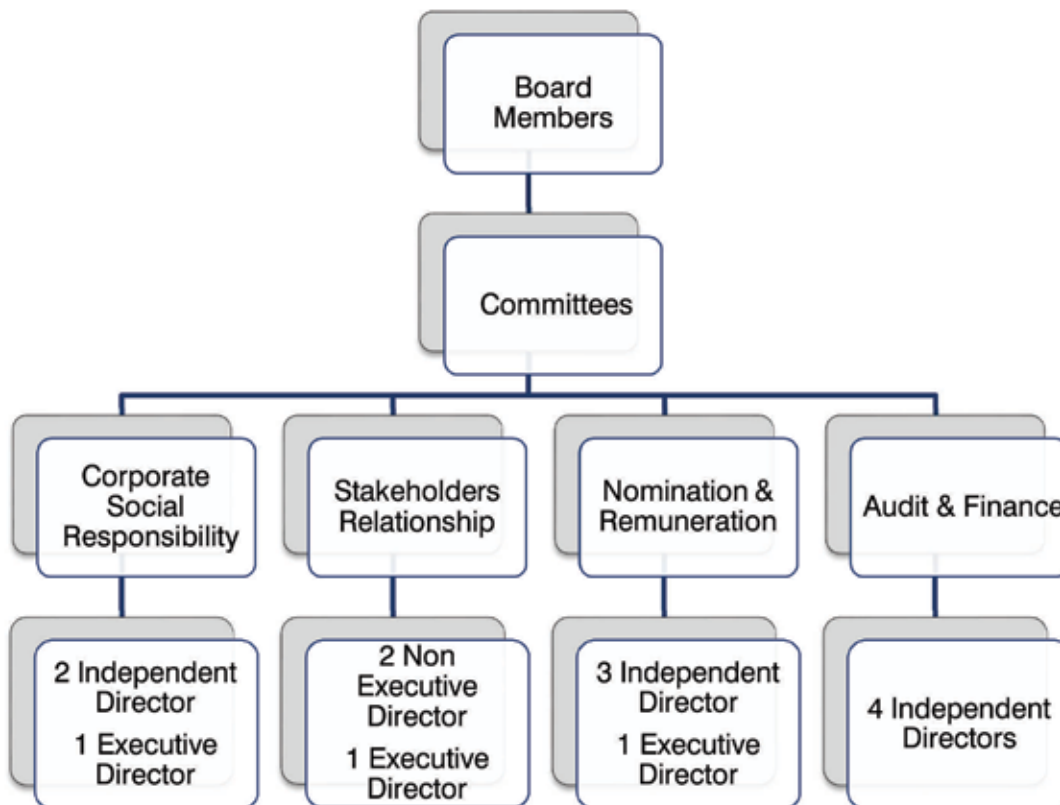 Board
Members
Committees
Corporate
Social
Responsibility
Stakeholders
Relationship
Nomination &
Remuneration
Audit & Finance
2 Independent
Director
1 Executive
Director
2 Non
Executive
Director
1 Executive
Director
3 Independent
Director
1 Executive
Director
4 Independent
Directors